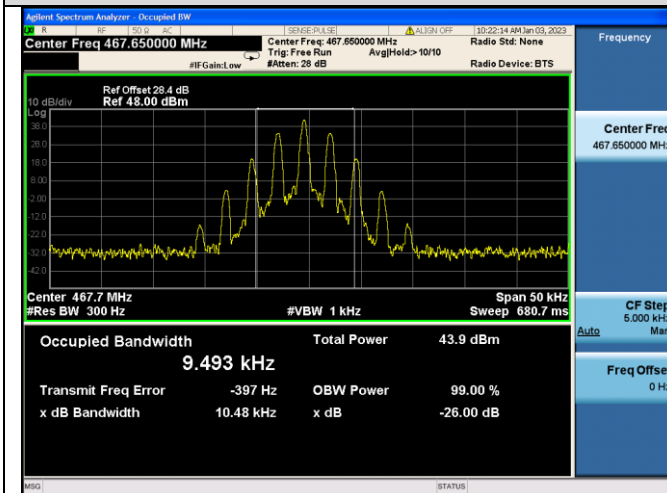 Agilent Spectrum Analyzer - Occupied BW
R RF 50 Ω AC SENSE:PULSE ALIGN OFF 10:22:14 AM Jan 03, 2023
Center Freq 467.650000 MHz
Center Freq: 467.650000 MHz
Radio Std: None
Trig: Free Run Avg|Hold:> 10/10
#IFGain:Low #Atten: 28 dB Radio Device: BTS
Ref Offset 28.4 dB
10 dB/div Ref 48.00 dBm
Log
38.0
28.0
18.0
8.00
-2.00
-12.0
-22.0
-32.0
-42.0
Center 467.7 MHz Span 50 kHz
#Res BW 300 Hz #VBW 1 kHz Sweep 680.7 ms
Occupied Bandwidth Total Power 43.9 dBm
9.493 kHz
Transmit Freq Error -397 Hz OBW Power 99.00 %
x dB Bandwidth 10.48 kHz x dB -26.00 dB
MSG STATUS
Frequency
Center Freq
467.650000 MHz
CF Step
5.000 kHz
Auto Man
Freq Offset
0 Hz